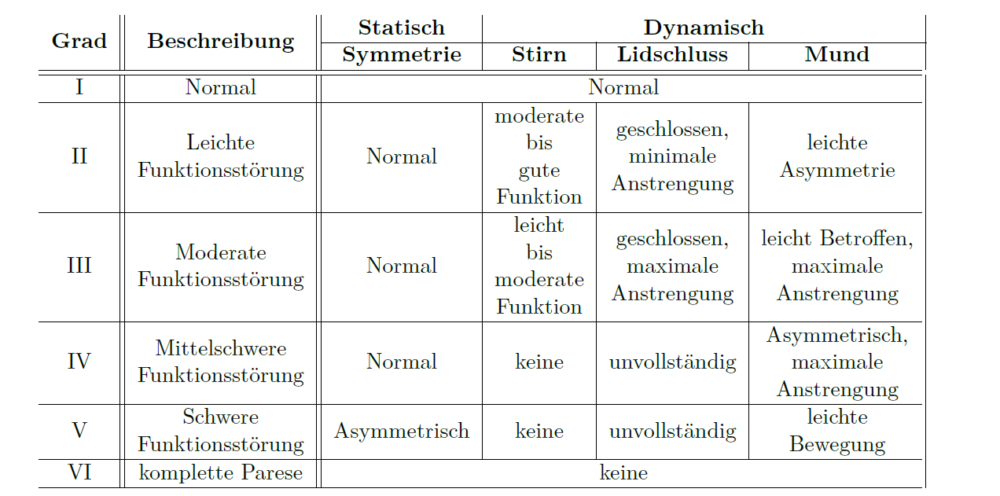 Grad Beschreibung Statisch Dynamisch
Symmetrie Stirn Lidschluss Mund
I Normal Normal
II
Leichte
Funktionsstörung
Normal
moderate
bis
gute
Funktion
geschlossen,
minimale
Anstrengung
leichte
Asymmetrie
III
Moderate
Funktionsstörung
Normal
leicht
bis
moderate
Funktion
geschlossen,
maximale
Anstrengung
leicht Betroffen,
maximale
Anstrengung
IV
Mittelschwere
Funktionsstörung
Normal
keine
unvollständig
Asymmetrisch,
maximale
Anstrengung
V
Schwere
Funktionsstörung
Asymmetrisch
keine
unvollständig
leichte
Bewegung
VI komplette Parese keine